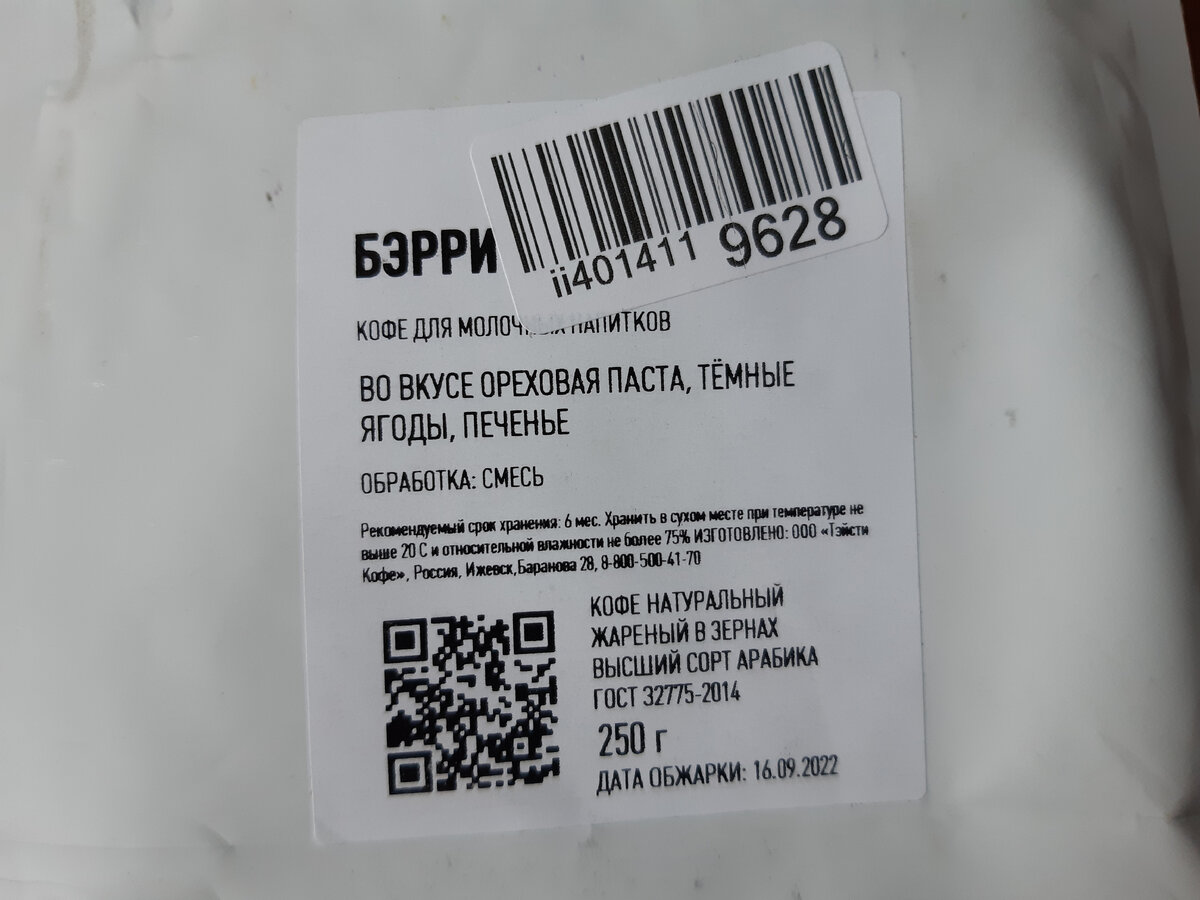 ii401411 9628
БЭРРИ
КОФЕ ДЛЯ МОЛОЧНЫХ НАПИТКОВ
ВО ВКУСЕ ОРЕХОВАЯ ПАСТА, ТЁМНЫЕ
ЯГОДЫ, ПЕЧЕНЬЕ
ОБРАБОТКА: СМЕСЬ
Рекомендуемый срок хранения: 6 мес. Хранить в сухом месте при температуре не
выше 20 С и относительной влажности не более 75% ИЗГОТОВЛЕНО: ООО «Тэйсти
Кофе», Россия, Ижевск,Баранова 28, 8-800-500-41-70
КОФЕ НАТУРАЛЬНЫЙ
ЖАРЕНЫЙ В ЗЕРНАХ
ВЫСШИЙ СОРТ АРАБИКА
ГОСТ 32775-2014
250 г
ДАТА ОБЖАРКИ: 16.09.2022